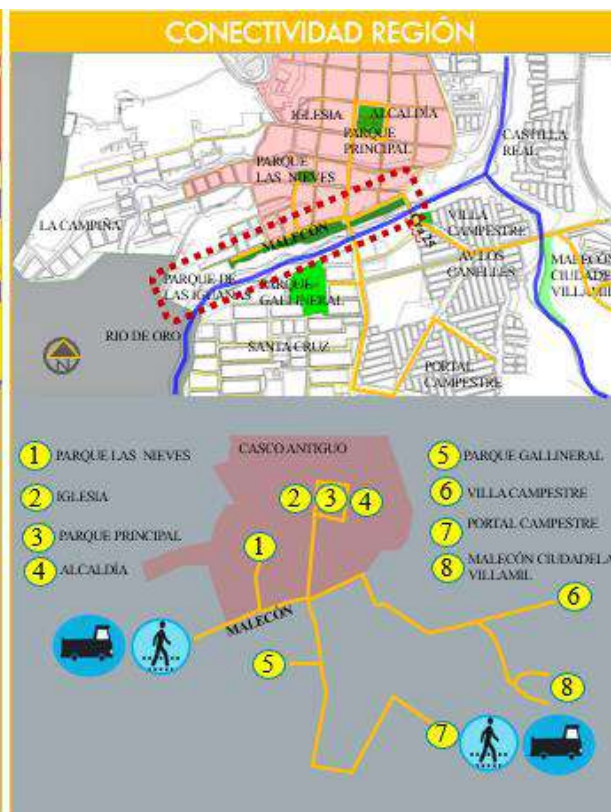 CONECTIVIDAD REGIÓN
IGLESIA
ALCALDÍA
PARQUE
PRINCIPAL
CASTILLA
REAL
PARQUE
LAS NIEVES
LA CAMPIÑA
MALECÓN
VILLA
CAMPESTRE
AV LOS
CANELLES
MALECÓN
CIUDADE
VILLAMIL
PARQUE DE
LAS IGUANAS
PARQUE
GALLINERAL
RIO DE ORO
SANTA CRUZ
PORTAL
CAMPESTRE
N
1 PARQUE LAS NIEVES
2 IGLESIA
3 PARQUE PRINCIPAL
4 ALCALDÍA
CASCO ANTIGUO
5 PARQUE GALLINERAL
6 VILLA CAMPESTRE
7 PORTAL CAMPESTRE
8 MALECÓN CIUDADELA
VILLAMIL
2 3 4
1
MALECÓN
5
6
8
7